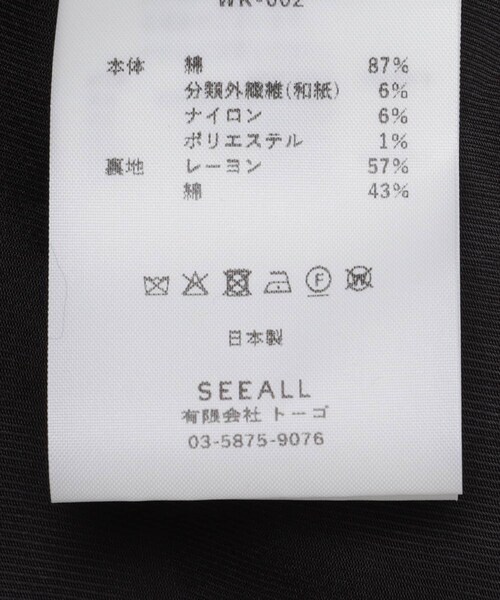 WR-002
本体 綿 87%
分類外繊維(和紙) 6%
ナイロン 6%
ポリエステル 1%
裏地 レーヨン 57%
綿 43%
F W
日本製
SEEALL
有限会社 トーゴ
03-5875-9076